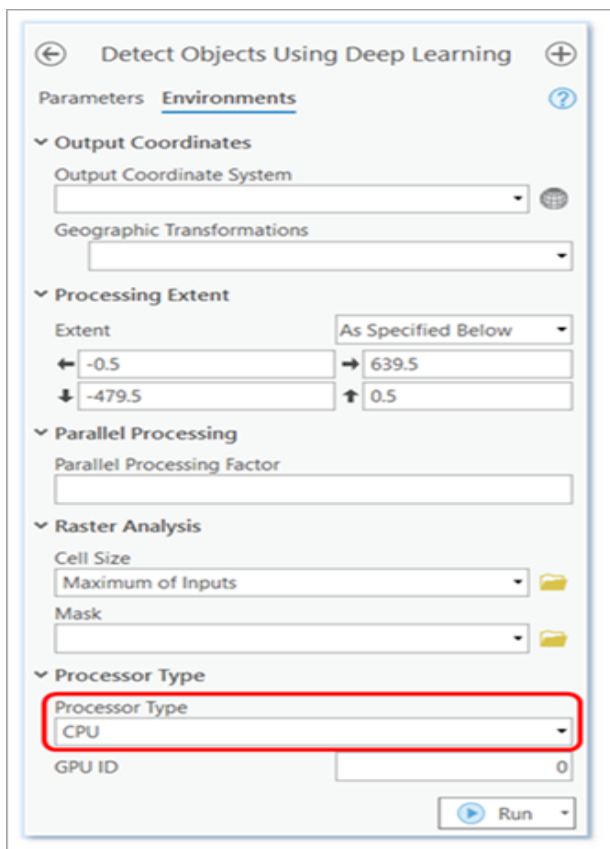 Detect Objects Using Deep Learning
Parameters Environments
Output Coordinates
Output Coordinate System
Geographic Transformations
Processing Extent
Extent As Specified Below
-0.5 639.5
-479.5 0.5
Parallel Processing
Parallel Processing Factor
Raster Analysis
Cell Size
Maximum of Inputs
Mask
Processor Type
Processor Type
CPU
GPU ID 0
Run